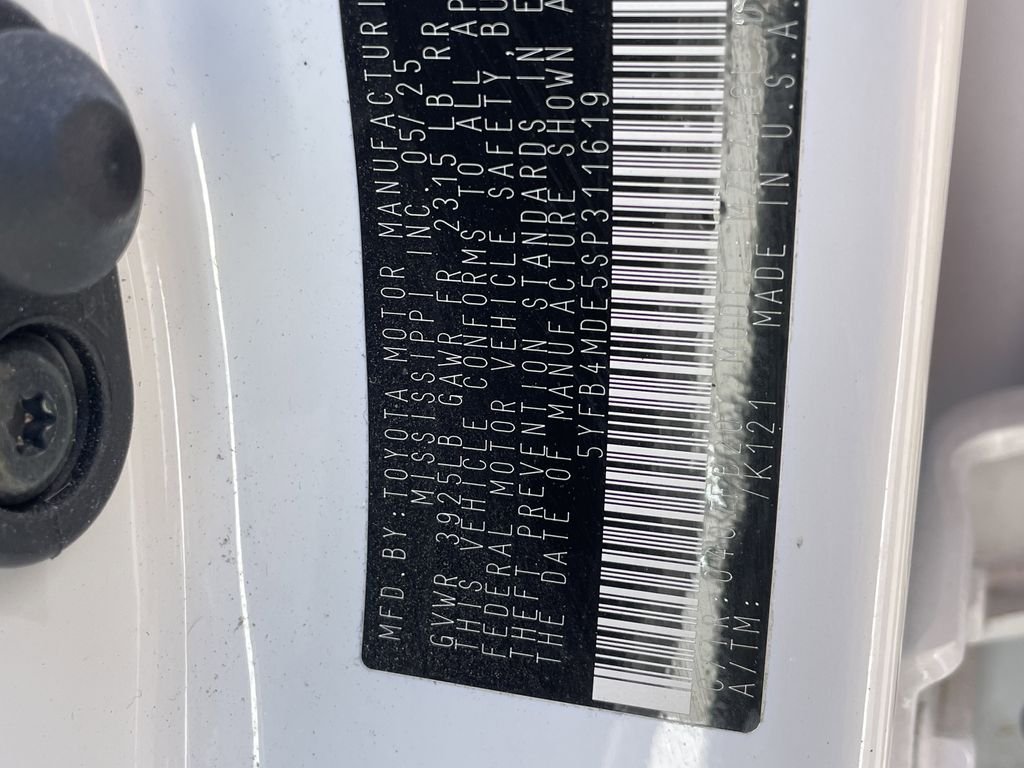 MFD.BY:TOYOTA MOTOR MANUFACTURI
MISSISSIPPI INC. 05/25
GVWR 3925LB GAWR FR 2315 LB RR
THIS VEHICLE CONFORMS TO ALL AP
FEDERAL MOTOR VEHICLE SAFETY, BU
THEFT PREVENTION STANDARDS IN E
THE DATE OF MANUFACTURE SHOWN A
5YFB4MDE5SP311619
C/TR:040
A/TM: /K121 MADE IN U.S.A.